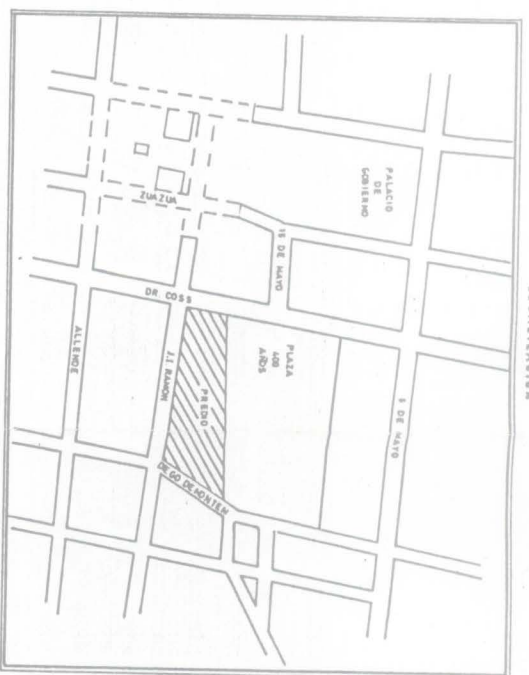 PALACIO
DE
GOBIERNO
ZUAZUA
15 DE MAYO
DR. COSS
PLAZA
400
AÑOS
5 DE MAYO
ALLENDE
J.I. RAMON
PREDIO
DIEGO DE MONTEM